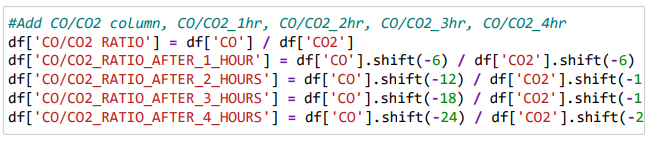 #Add CO/CO2 column, CO/CO2_1hr, CO/CO2_2hr, CO/CO2_3hr, CO/CO2_4hr
df['CO/CO2 RATIO'] = df['CO'] / df['CO2']
df['CO/CO2_RATIO_AFTER_1_HOUR'] = df['CO'].shift(-6) / df['CO2'].shift(-6)
df['CO/CO2_RATIO_AFTER_2_HOURS'] = df['CO'].shift(-12) / df['CO2'].shift(-1
df['CO/CO2_RATIO_AFTER_3_HOURS'] = df['CO'].shift(-18) / df['CO2'].shift(-1
df['CO/CO2_RATIO_AFTER_4_HOURS'] = df['CO'].shift(-24) / df['CO2'].shift(-2